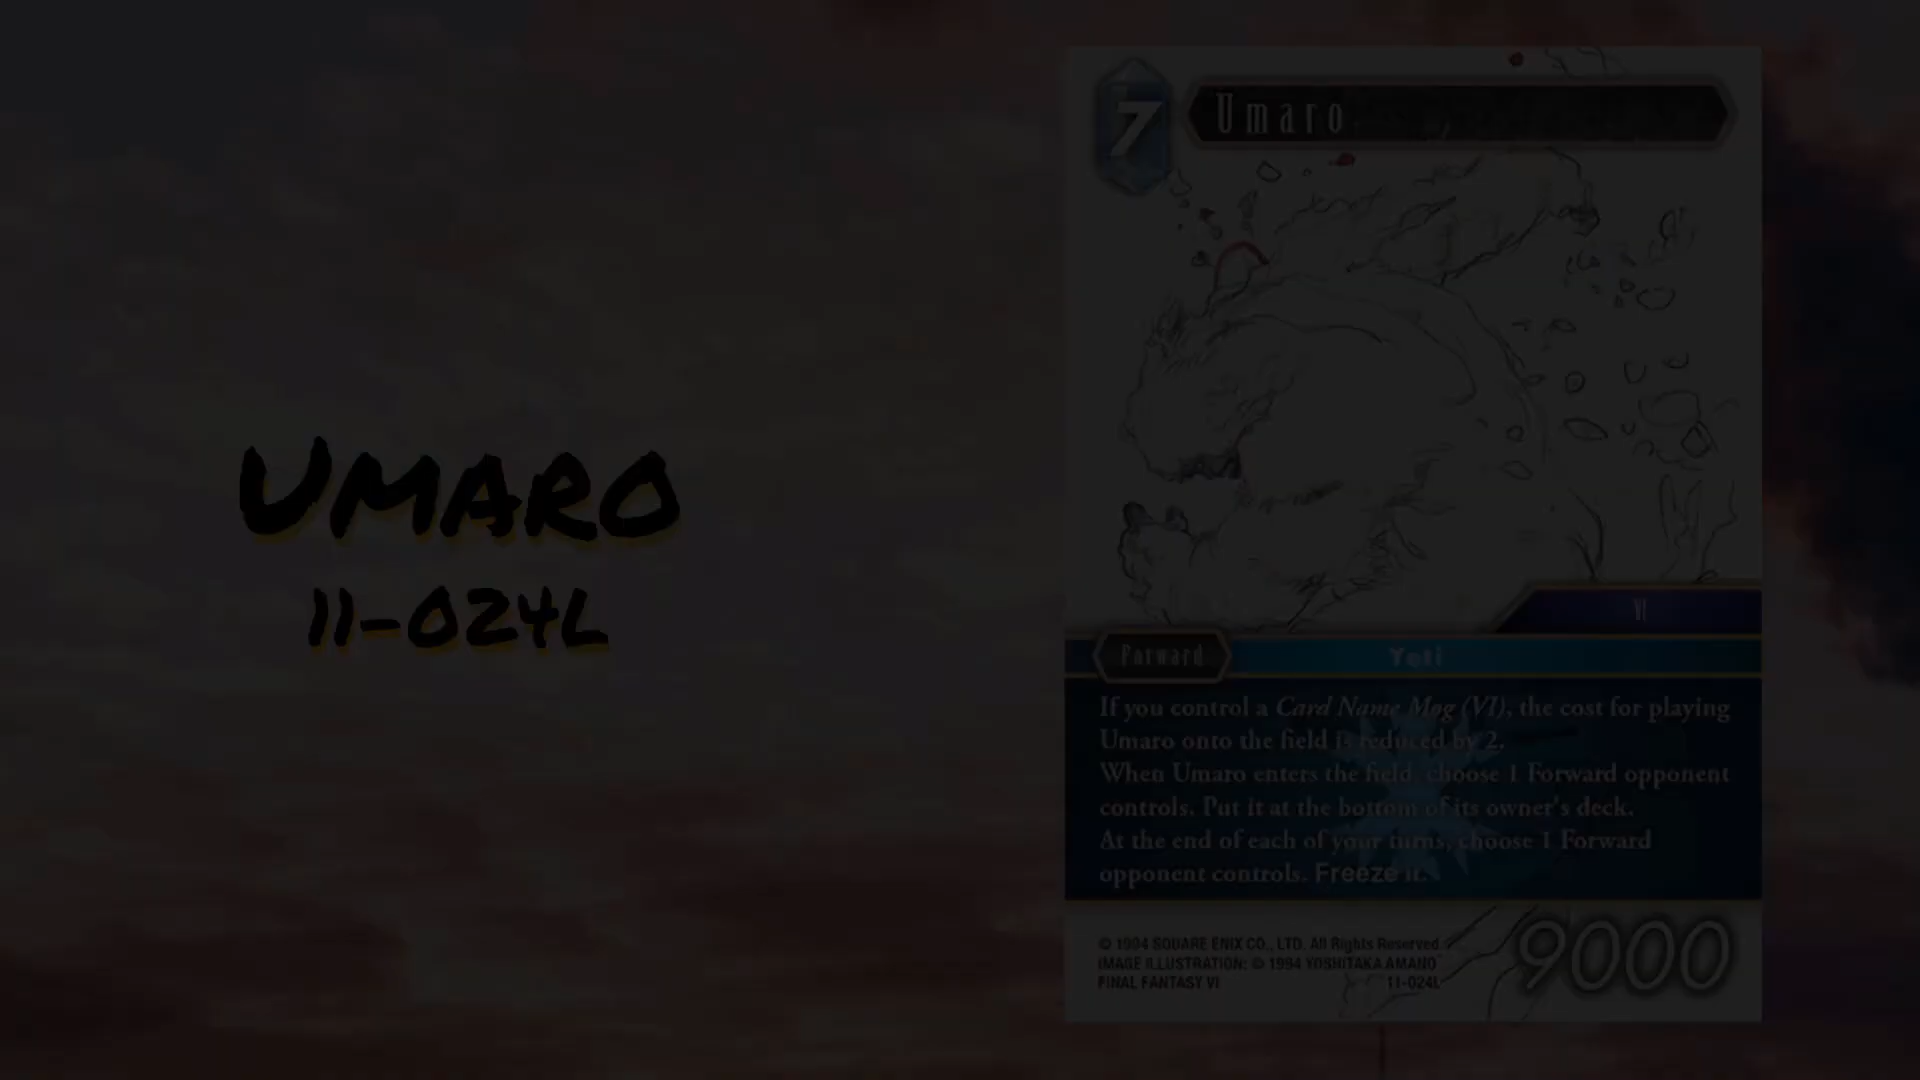 Umaro
11-024L
7
Umaro
VI
Forward
Yeti
If you control a Card Name Mog (VI), the cost for playing
Umaro onto the field is reduced by 2.
When Umaro enters the field, choose 1 Forward opponent
controls. Put it at the bottom of its owner's deck.
At the end of each of your turns, choose 1 Forward
opponent controls. Freeze it.
9000
© 1994 SQUARE ENIX CO., LTD. All Rights Reserved.
IMAGE ILLUSTRATION: © 1994 YOSHITAKA AMANO
FINAL FANTASY VI
11-024L